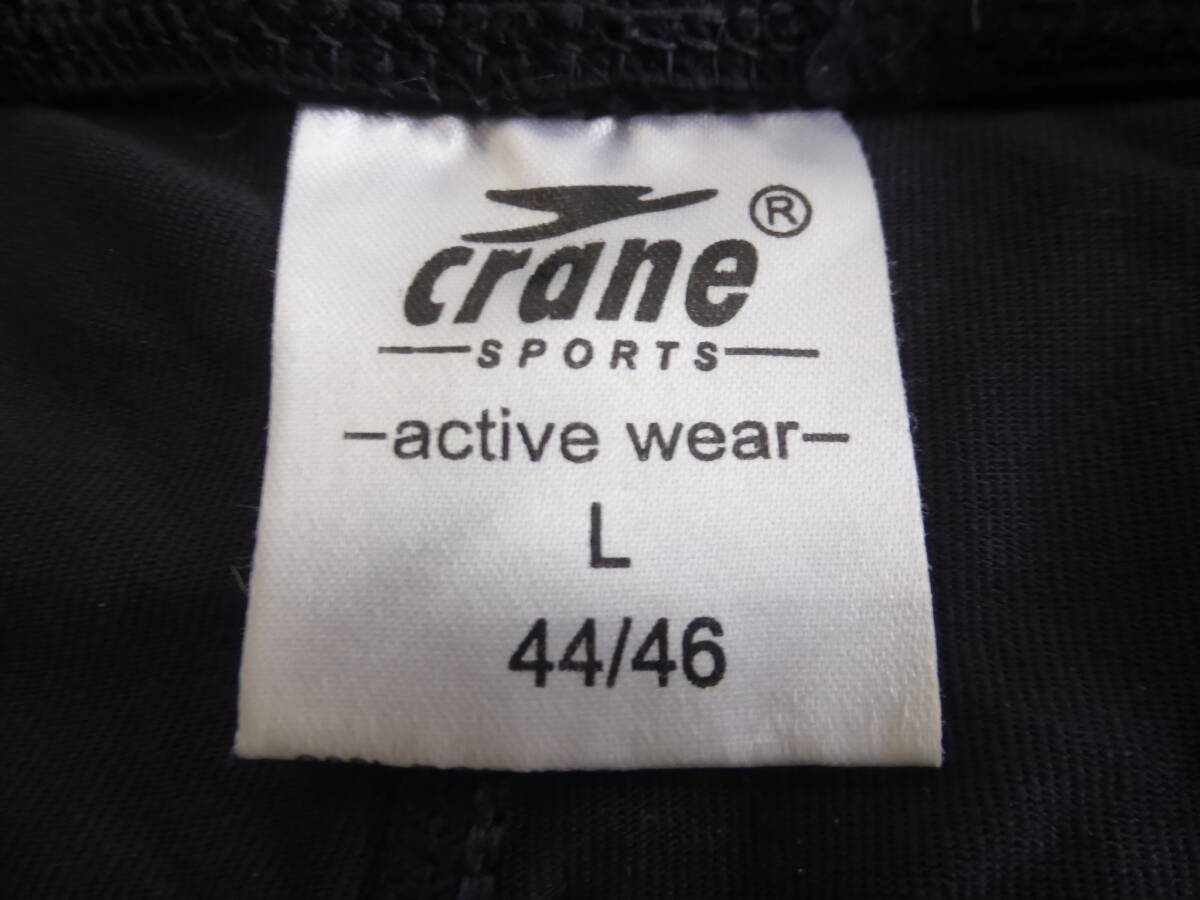 crane®
SPORTS
-active wear-
L
44/46